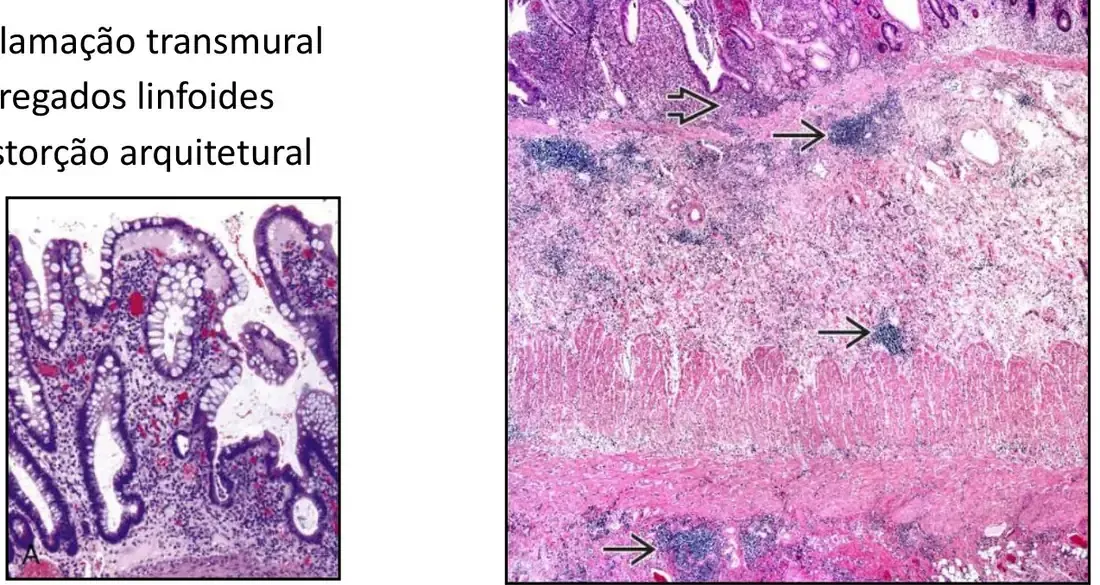 lamação transmural
regados linfoides
storção arquitetural
A